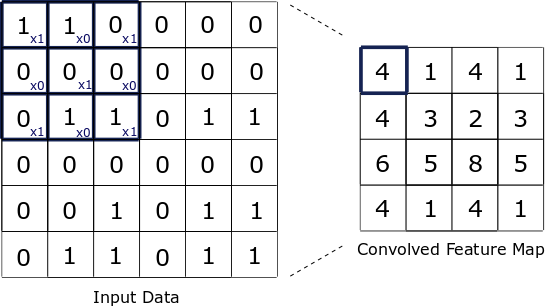 1 x1 1 x0 0 x1 0 0 0
0 x0 0 x1 0 x0 0 0 0
0 x1 1 x0 1 x1 0 1 1
0 0 0 0 0 0
0 0 1 0 1 1
0 1 1 0 1 1
Input Data
4 1 4 1
4 3 2 3
6 5 8 5
4 1 4 1
Convolved Feature Map